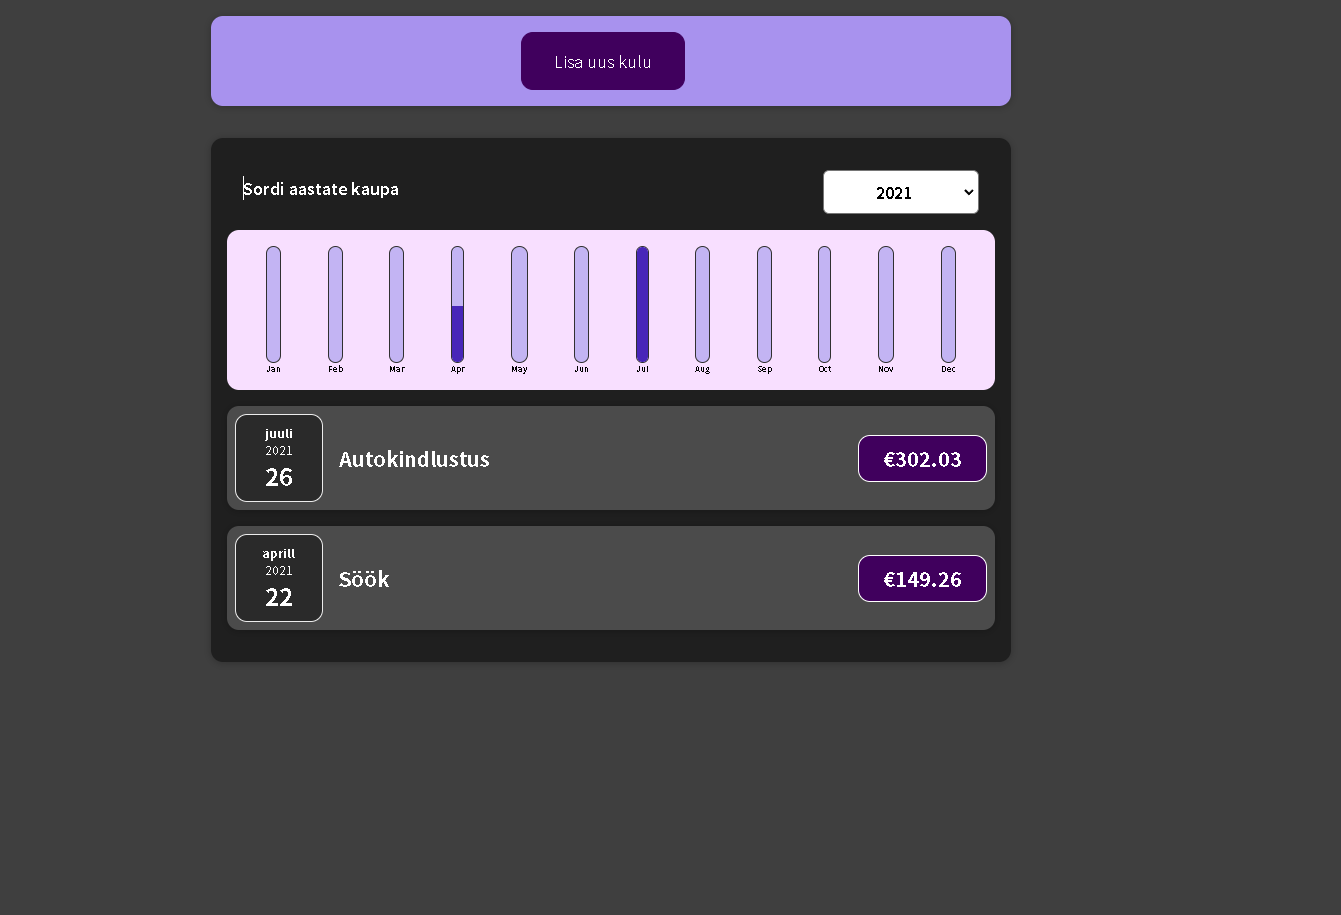 Lisa uus kulu
Sordi aastate kaupa
2021
Jan Feb Mar Apr May Jun Jul Aug Sep Oct Nov Dec
juuli
2021
26
Autokindlustus
€302.03
aprill
2021
22
Söök
€149.26